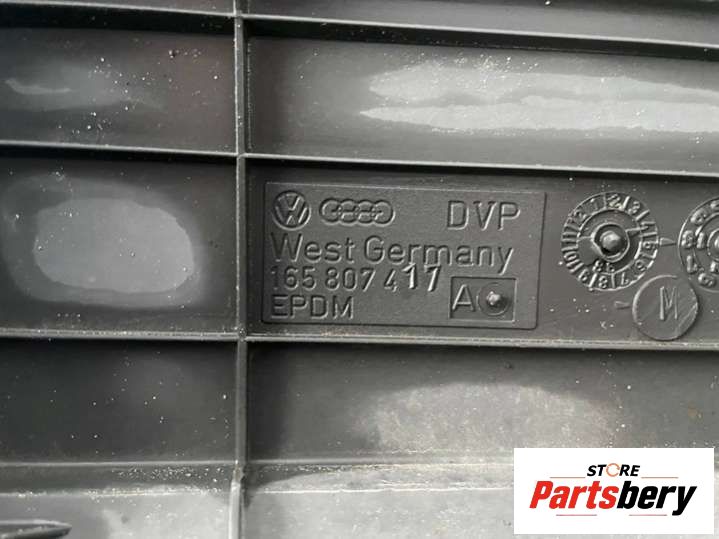 DVP
West Germany
165 807 417
EPDM A
M
STORE
Partsbery